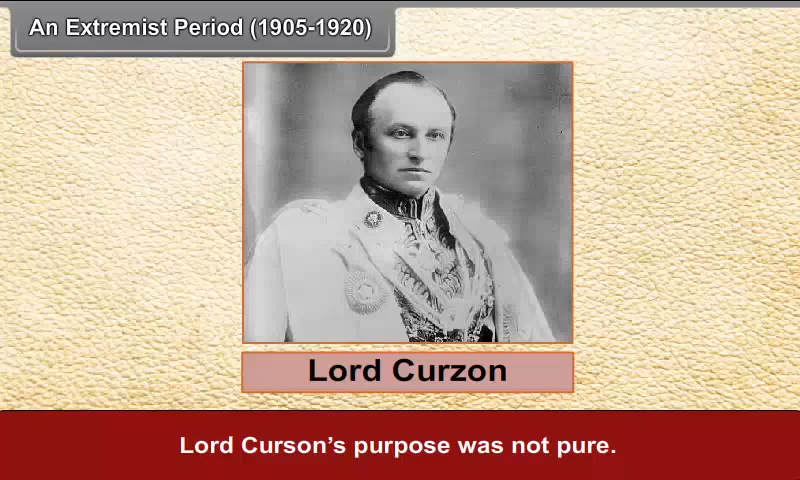 An Extremist Period (1905-1920)
Lord Curzon
Lord Curson’s purpose was not pure.